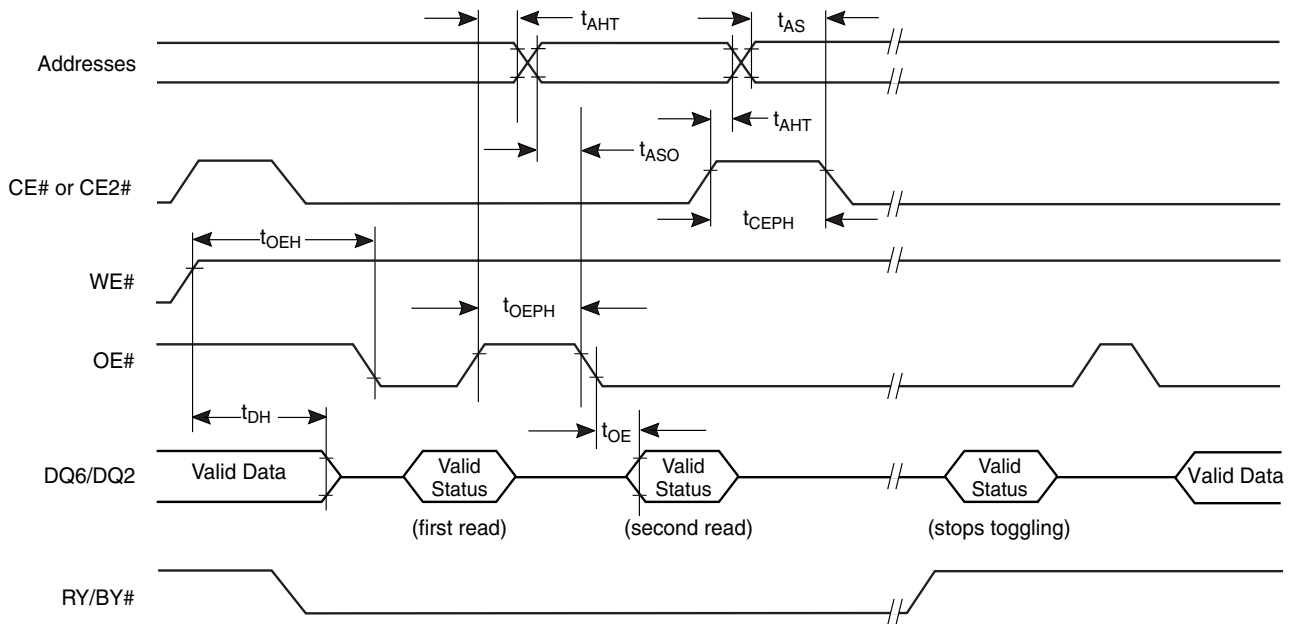 tAHT
tAS
Addresses
tAHT
tASO
CE# or CE2#
tCEPH
tOEH
WE#
tOEPH
OE#
tDH
tOE
DQ6/DQ2
Valid Data
Valid
Status
Valid
Status
Valid
Status
Valid Data
(first read)
(second read)
(stops toggling)
RY/BY#